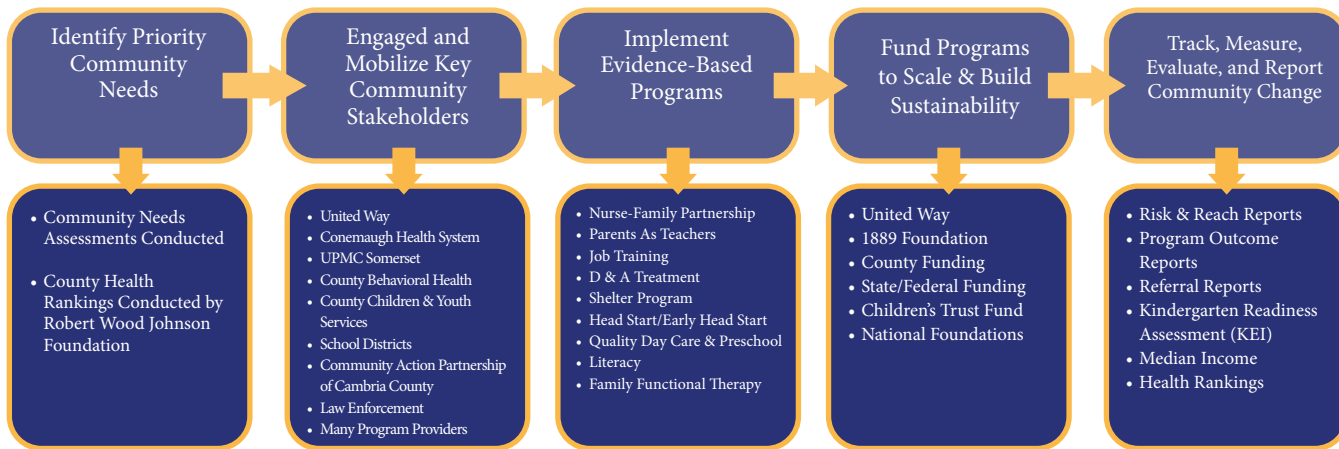 Identify Priority
Community
Needs
Engaged and
Mobilize Key
Community
Stakeholders
Implement
Evidence-Based
Programs
Fund Programs
to Scale & Build
Sustainability
Track, Measure,
Evaluate, and Report
Community Change
• Community Needs
Assessments Conducted
• County Health
Rankings Conducted by
Robert Wood Johnson
Foundation
• United Way
• Conemaugh Health System
• UPMC Somerset
• County Behavioral Health
• County Children & Youth
Services
• School Districts
• Community Action Partnership
of Cambria County
• Law Enforcement
• Many Program Providers
• Nurse-Family Partnership
• Parents As Teachers
• Job Training
• D & A Treatment
• Shelter Program
• Head Start/Early Head Start
• Quality Day Care & Preschool
• Literacy
• Family Functional Therapy
• United Way
• 1889 Foundation
• County Funding
• State/Federal Funding
• Children’s Trust Fund
• National Foundations
• Risk & Reach Reports
• Program Outcome
Reports
• Referral Reports
• Kindergarten Readiness
Assessment (KEI)
• Median Income
• Health Rankings